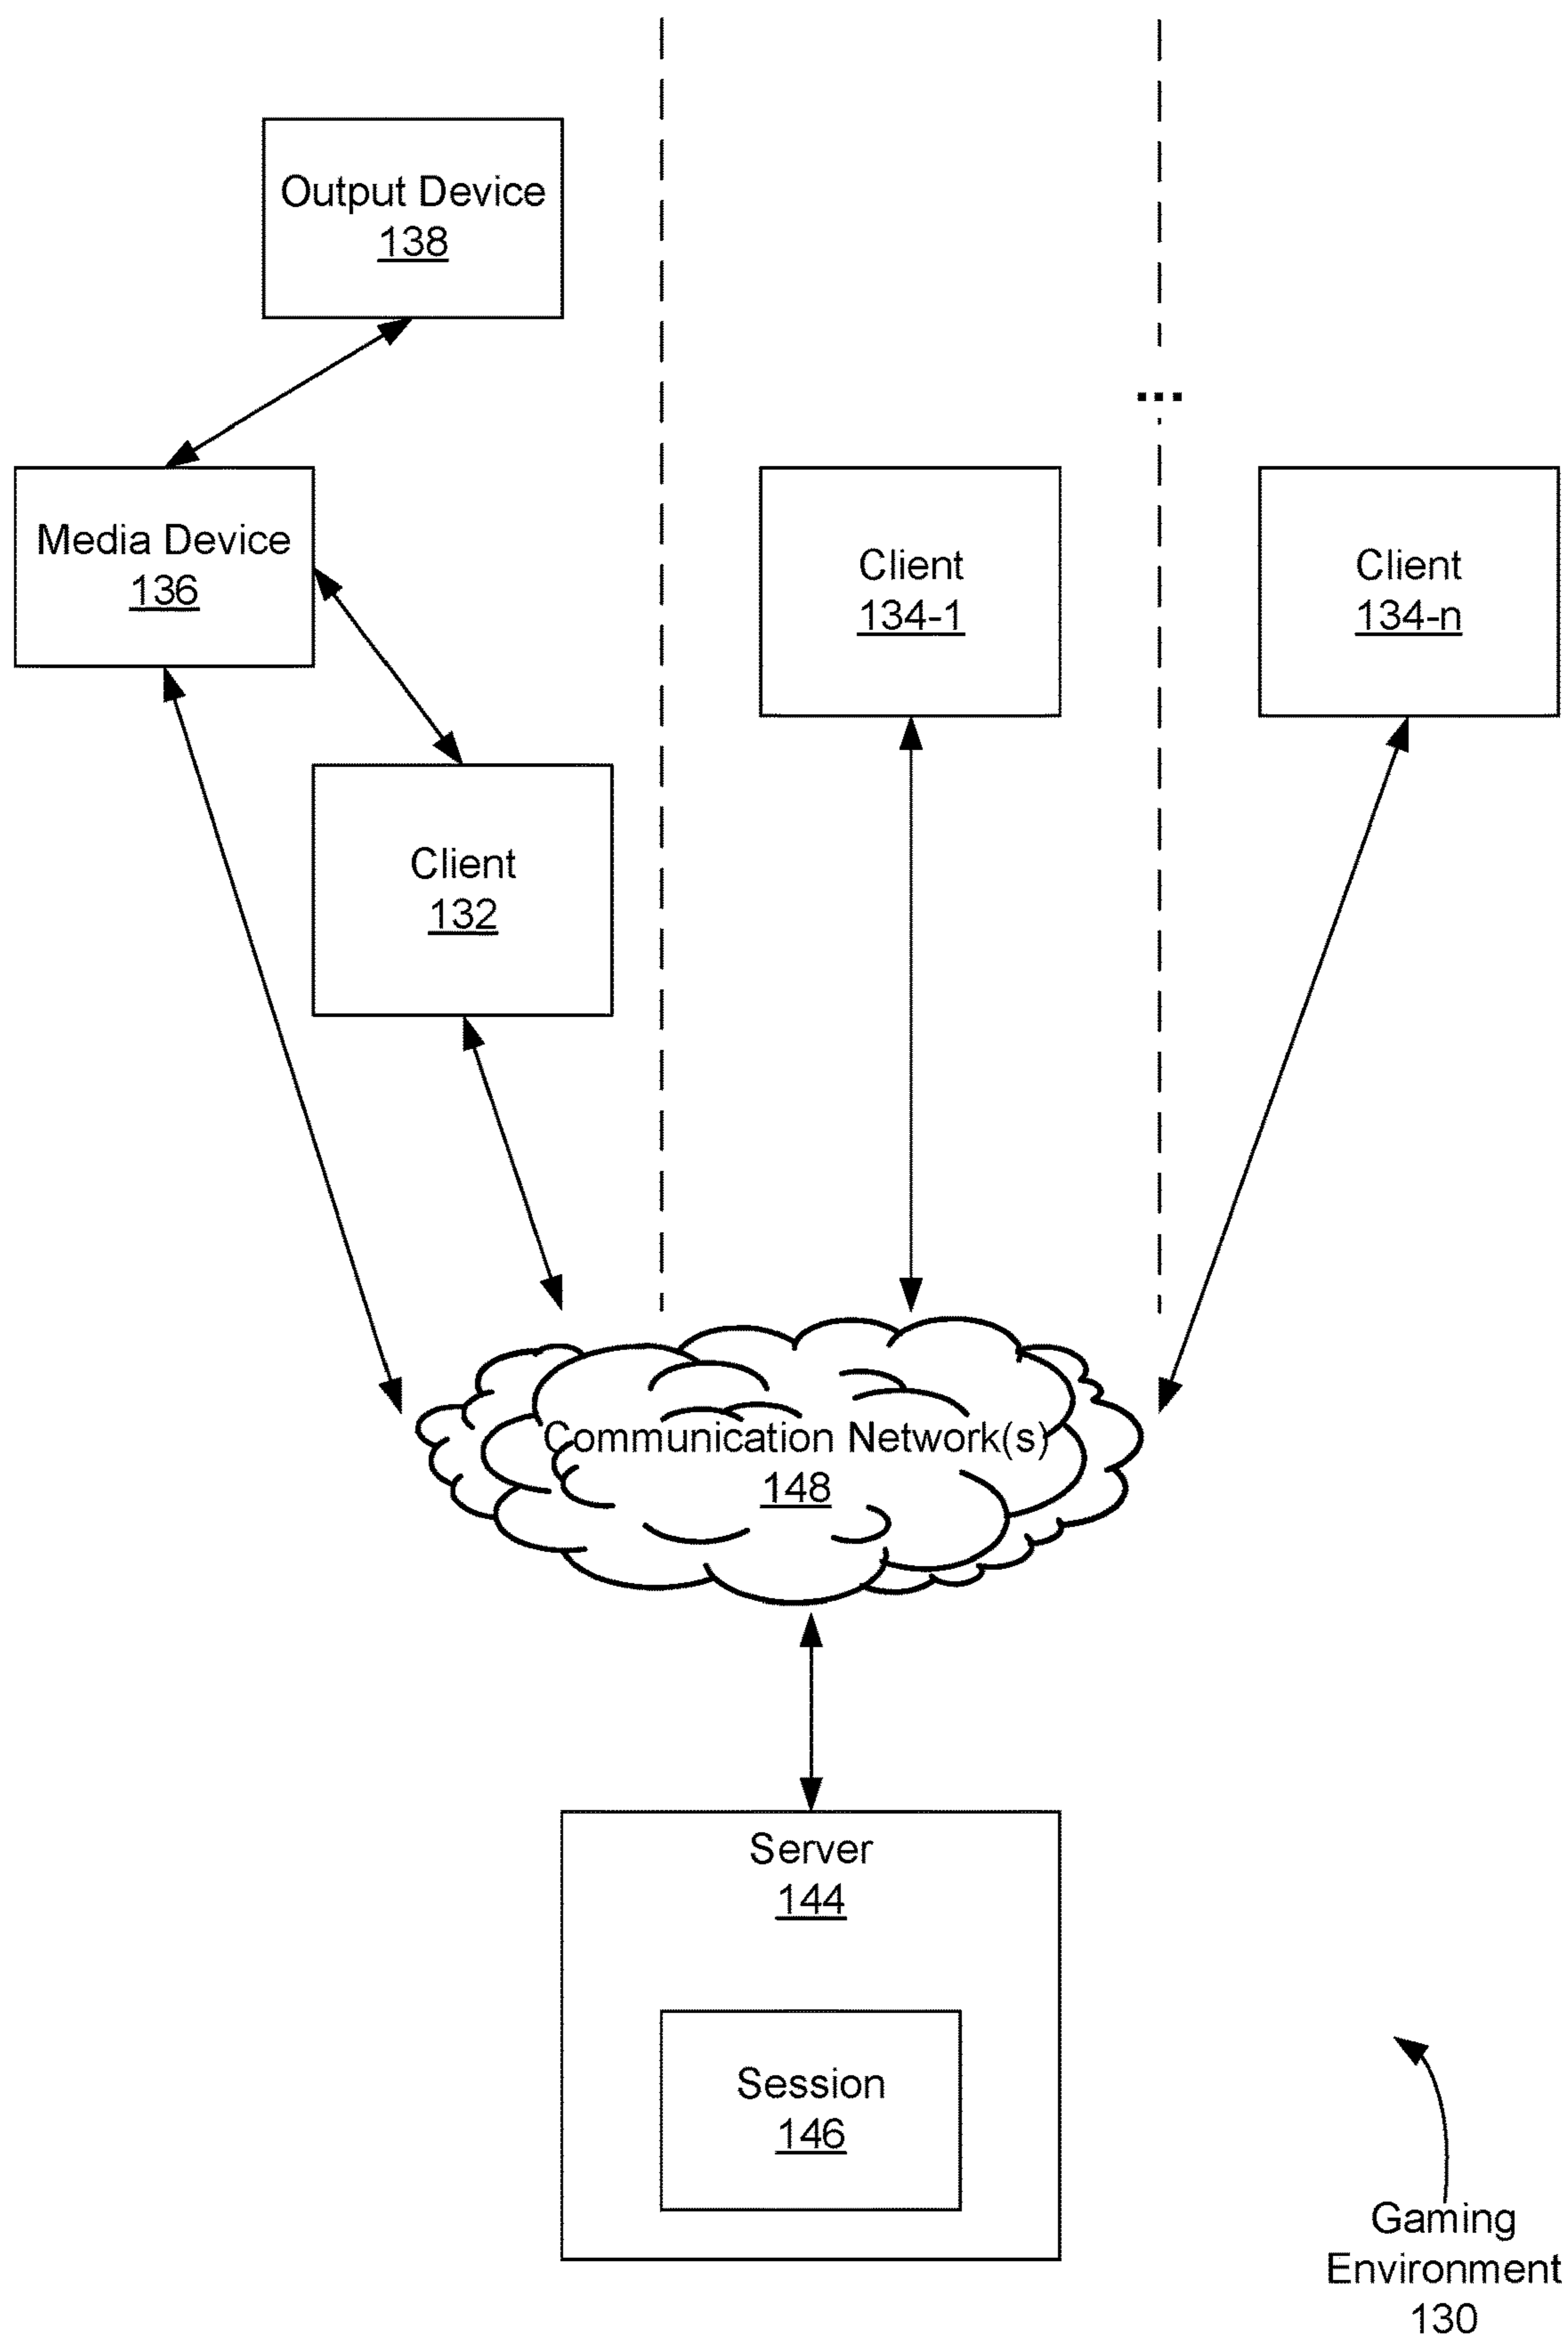 Output Device
138
...
Media Device
136
Client
134-1
Client
134-n
Client
132
Communication Network(s)
148
Server
144
Session
146
Gaming
Environment
130